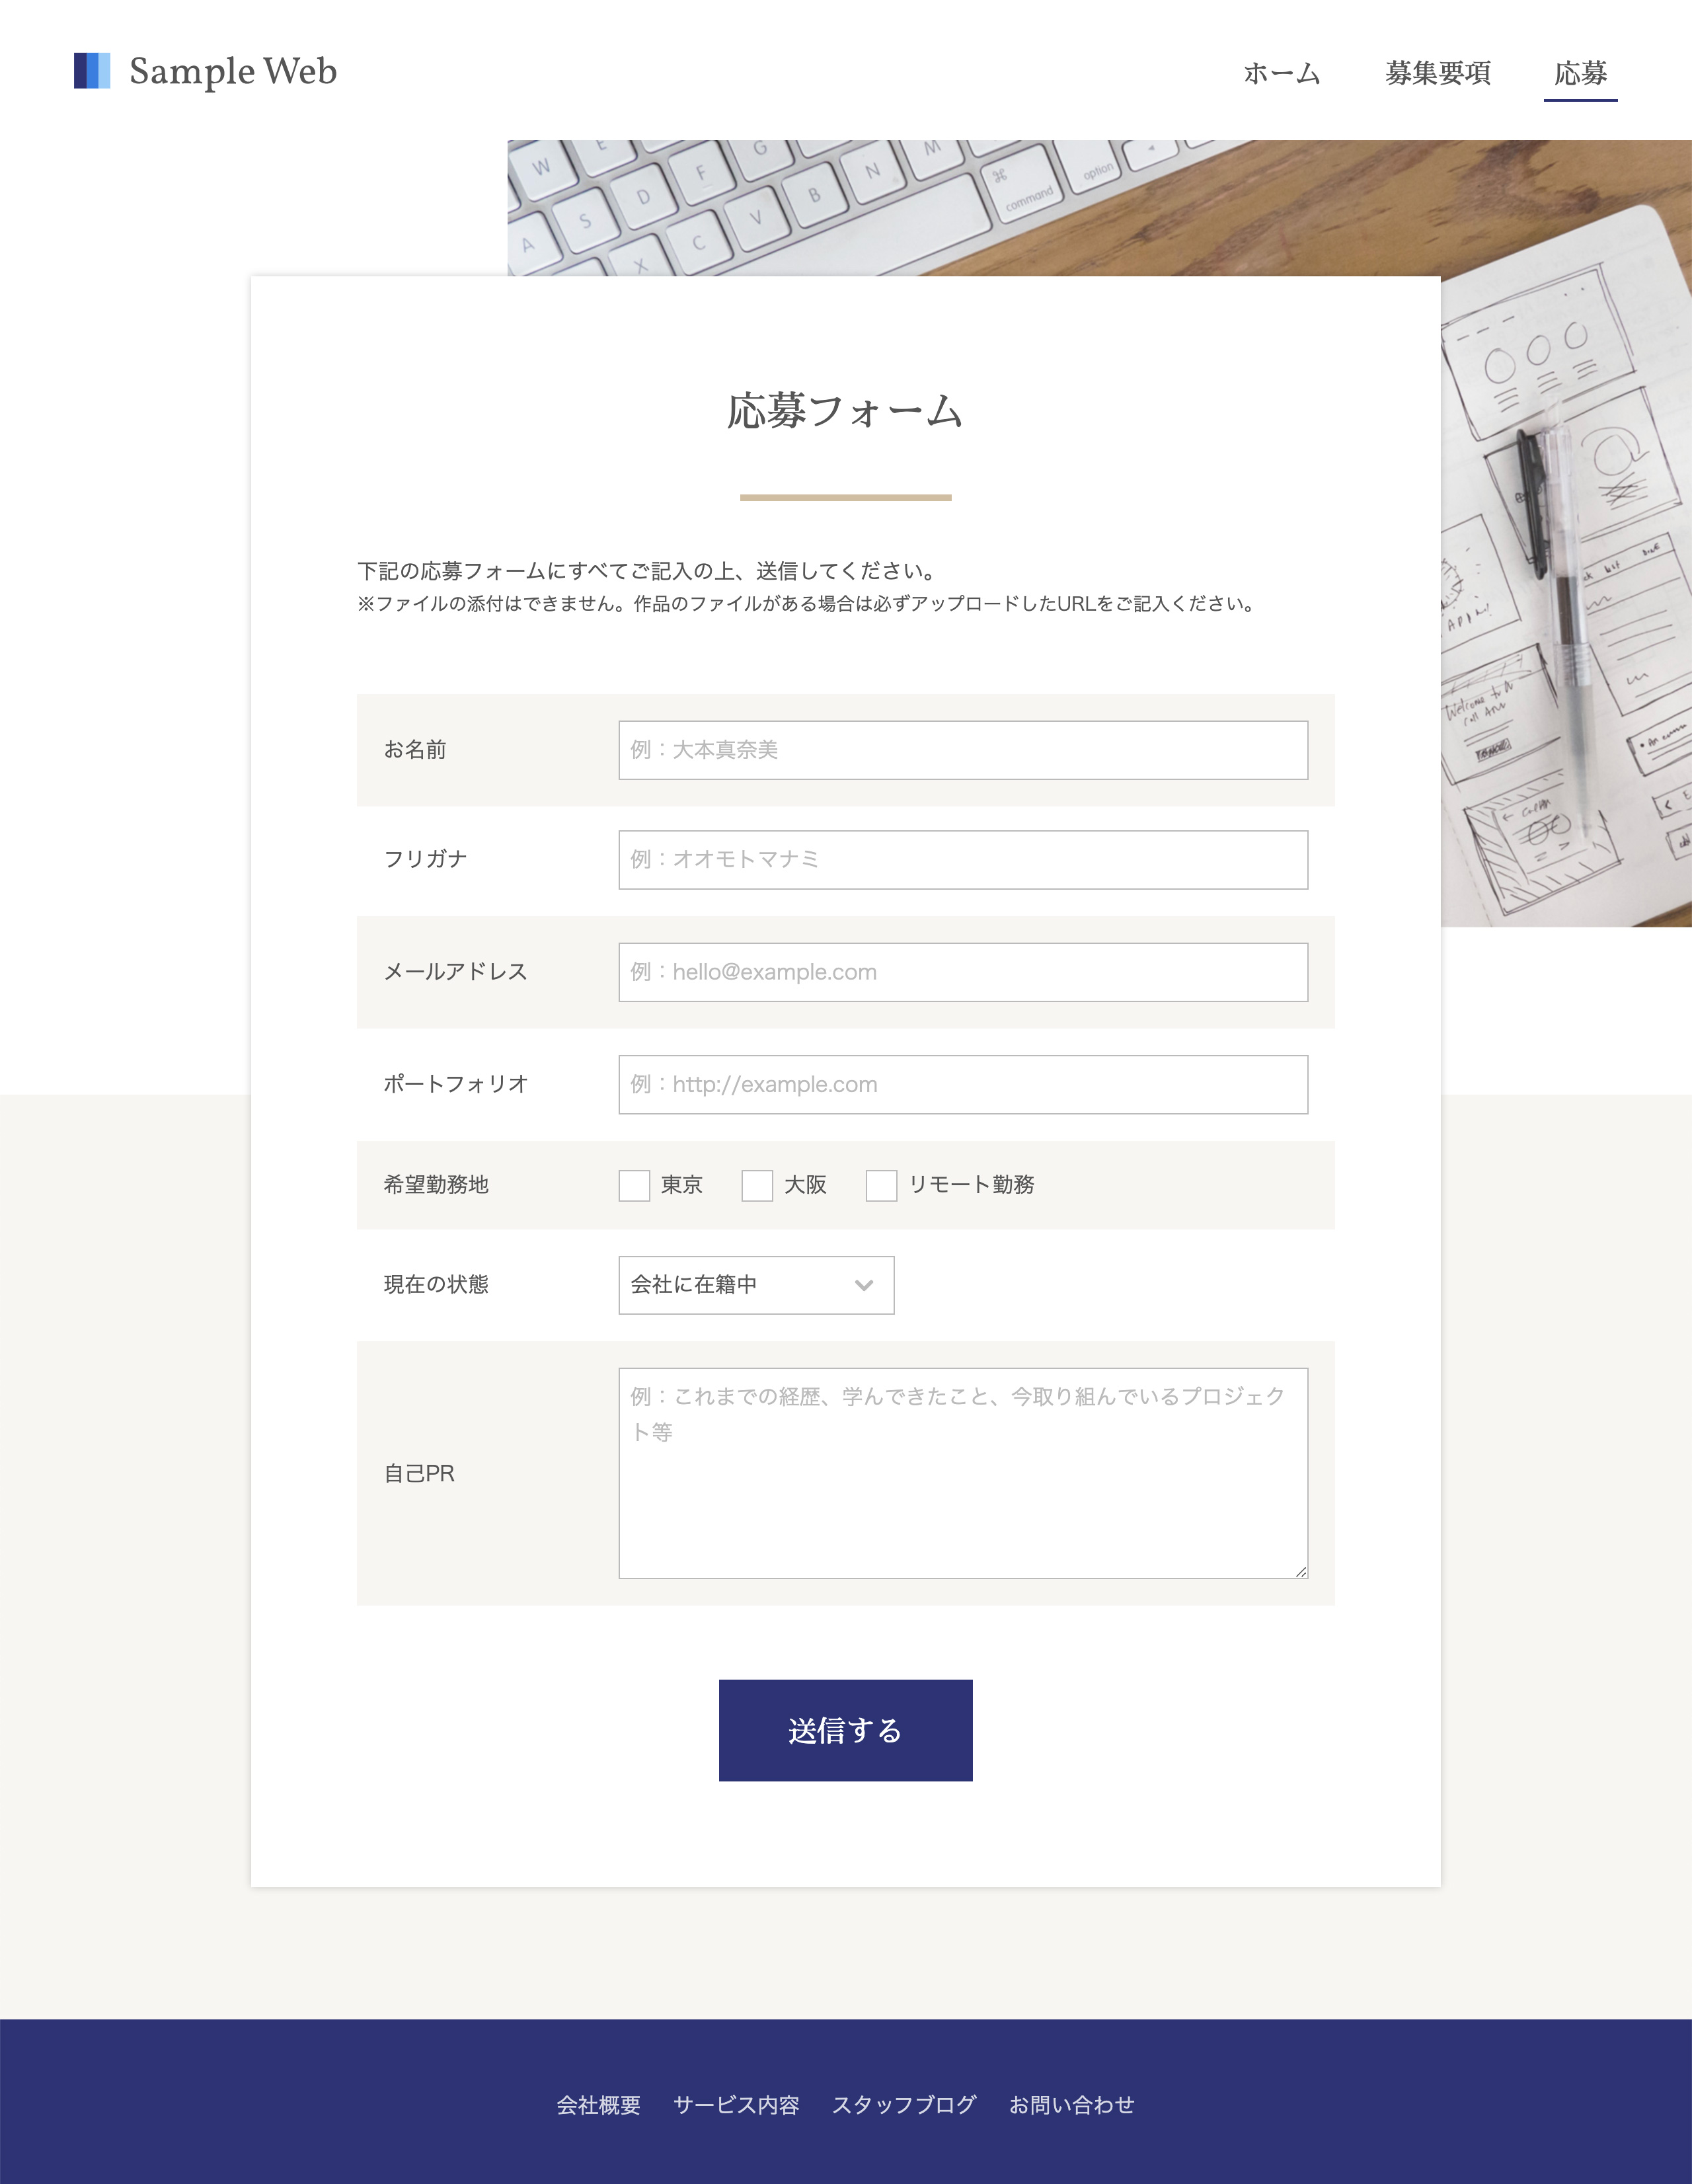 Sample Web
ホーム
募集要項
応募
W
E
G
M
S
D
F
B
N
⌘
command
option
A
X
C
V
応募フォーム
下記の応募フォームにすべてご記入の上、送信してください。
※ファイルの添付はできません。作品のファイルがある場合は必ずアップロードしたURLをご記入ください。
お名前
例：大本真奈美
フリガナ
例：オオモトマナミ
メールアドレス
例：hello@example.com
ポートフォリオ
例：http://example.com
希望勤務地
東京
大阪
リモート勤務
現在の状態
会社に在籍中
自己PR
例：これまでの経歴、学んできたこと、今取り組んでいるプロジェク
ト等
送信する
会社概要
サービス内容
スタッフブログ
お問い合わせ